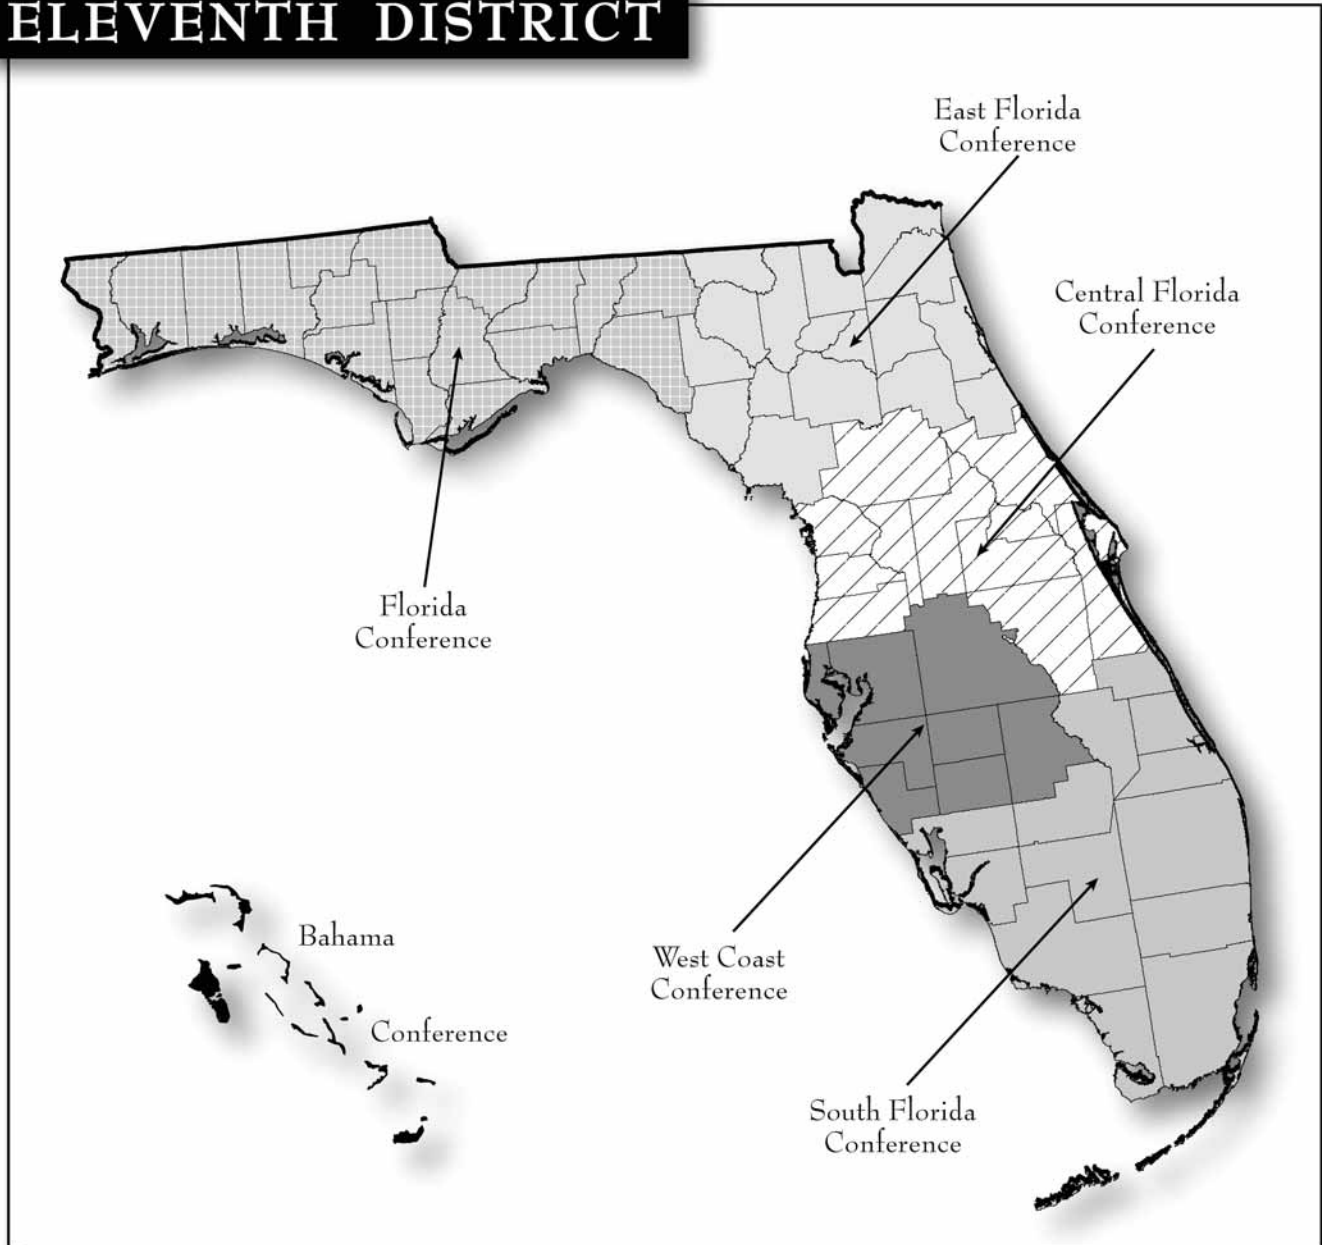 ELEVENTH DISTRICT
East Florida
Conference
Central Florida
Conference
Florida
Conference
Bahama
Conference
West Coast
Conference
South Florida
Conference